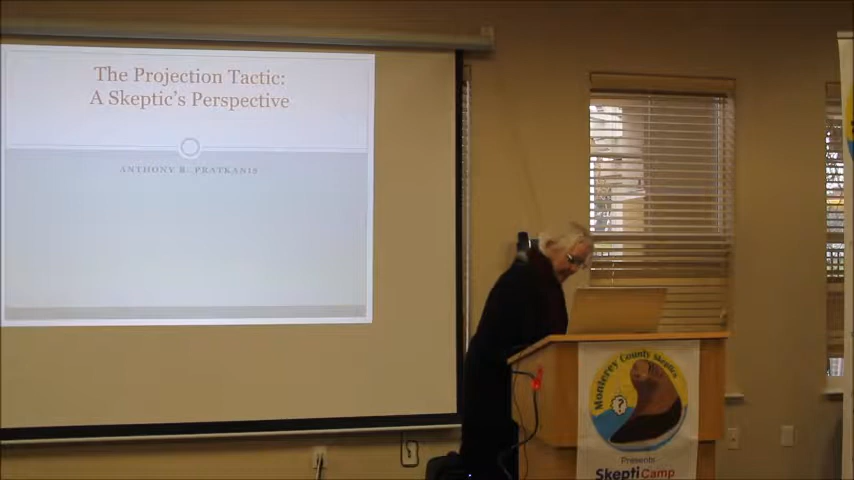 The Projection Tactic:
A Skeptic's Perspective
ANTHONY R. PRATKANIS
Monterey County Skeptics
?
Presents
SkeptiCamp